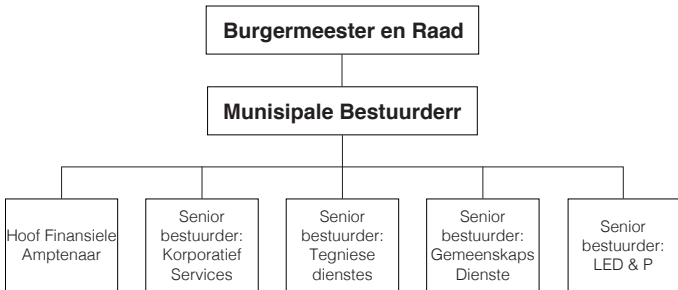 Burgermeester en Raad
Munisipale Bestuurderr
Hoof Finansiele
Amptenaar
Senior
bestuurder:
Korporatief
Services
Senior
bestuurder:
Tegniese
dienstes
Senior
bestuurder:
Gemeenskaps
Dienste
Senior
bestuurder:
LED & P